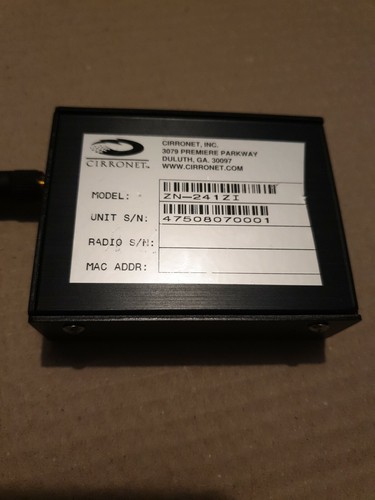 CIRRONET™
CIRRONET, INC.
3079 PREMIERE PARKWAY
DULUTH, GA. 30097
WWW.CIRRONET.COM
MODEL: ZN-241ZI
UNIT S/N: 47508070001
RADIO S/N:
MAC ADDR: